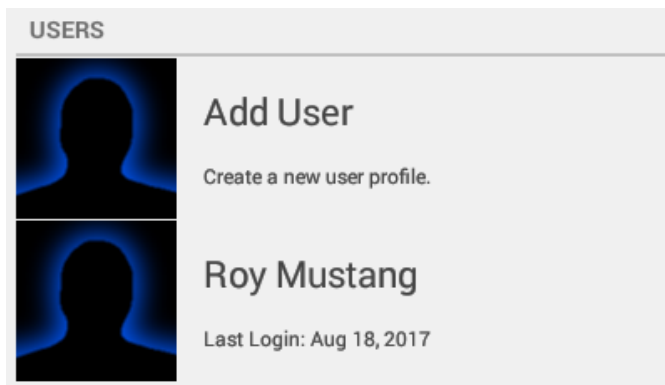 USERS
Add User
Create a new user profile.
Roy Mustang
Last Login: Aug 18, 2017